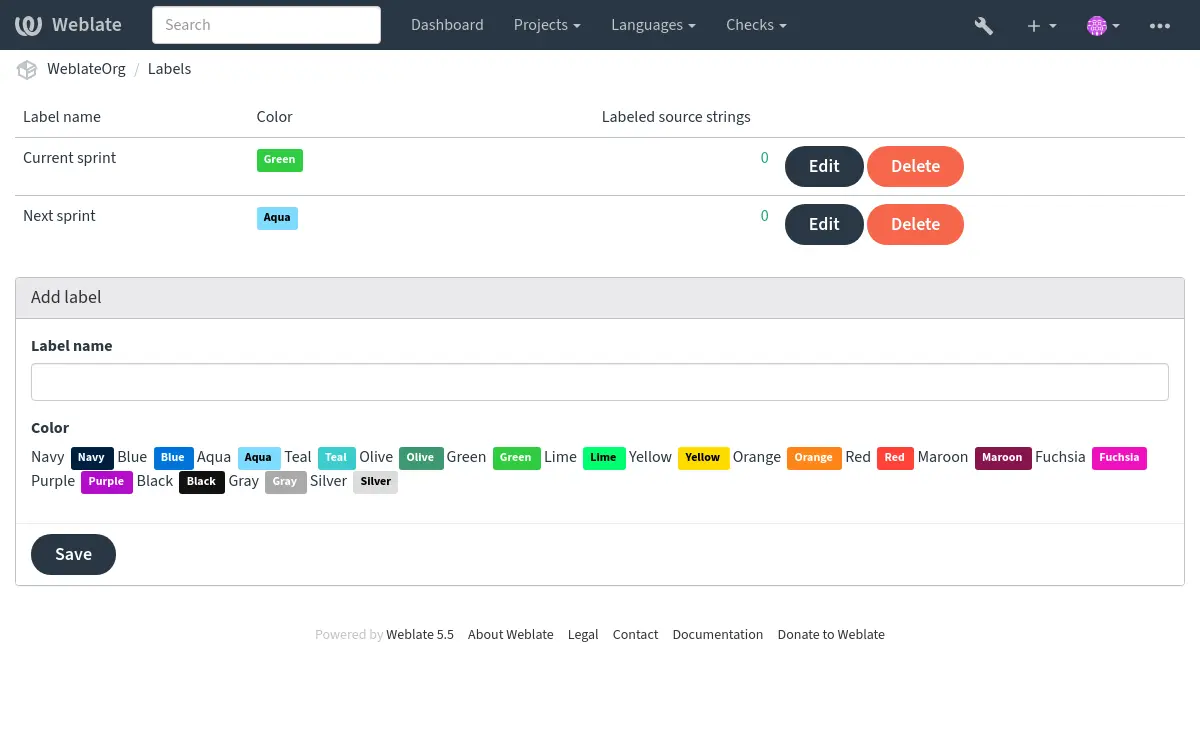 Weblate Search Dashboard Projects Languages Checks
WeblateOrg / Labels
Label name Color Labeled source strings
Current sprint Green 0 Edit Delete
Next sprint Aqua 0 Edit Delete
Add label
Label name
Color
Navy Navy Blue Blue Aqua Aqua Teal Teal Olive Olive Green Green Lime Lime Yellow Yellow Orange Orange Red Red Maroon Maroon Fuchsia Fuchsia
Purple Purple Black Black Gray Gray Silver Silver
Save
Powered by Weblate 5.5 About Weblate Legal Contact Documentation Donate to Weblate